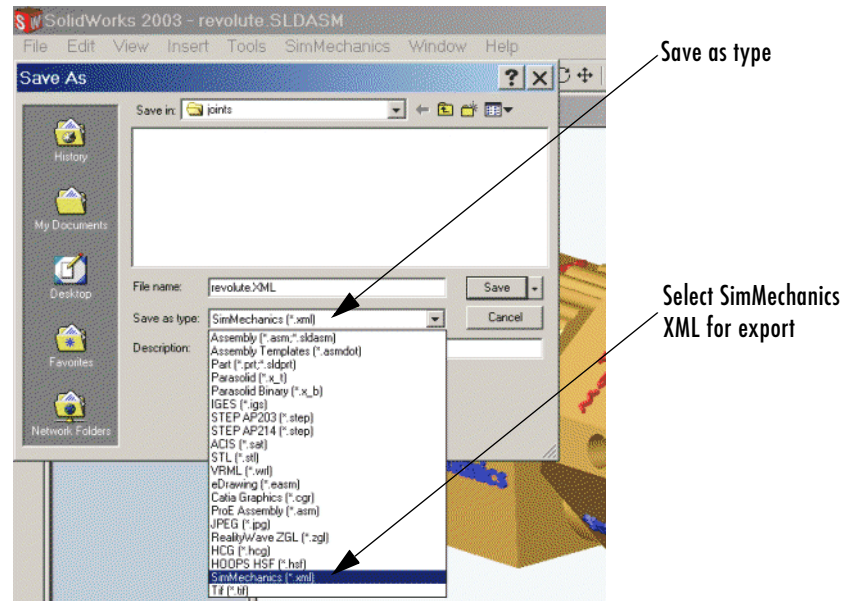 SolidWorks 2003 - revolute.SLDASM
File Edit View Insert Tools SimMechanics Window Help
Save as type
Save As
Save in: joints
History
My Documents
Desktop
Favorites
Network Folders
File name: revolute.XML Save
Save as type: SimMechanics (*.xml) Cancel
Description:
Select SimMechanics
XML for export
Assembly (*.asm;*.sldasm)
Assembly Templates (*.asmdot)
Part (*.prt;*.sldprt)
Parasolid (*.x_t)
Parasolid Binary (*.x_b)
IGES (*.igs)
STEP AP203 (*.step)
STEP AP214 (*.step)
ACIS (*.sat)
STL (*.stl)
VRML (*.wrl)
eDrawing (*.easm)
Catia Graphics (*.cgr)
ProE Assembly (*.asm)
JPEG (*.jpg)
RealityWave ZGL (*.zgl)
HCG (*.hcg)
HOOPS HSF (*.hsf)
SimMechanics (*.xml)
Tif (*.tif)